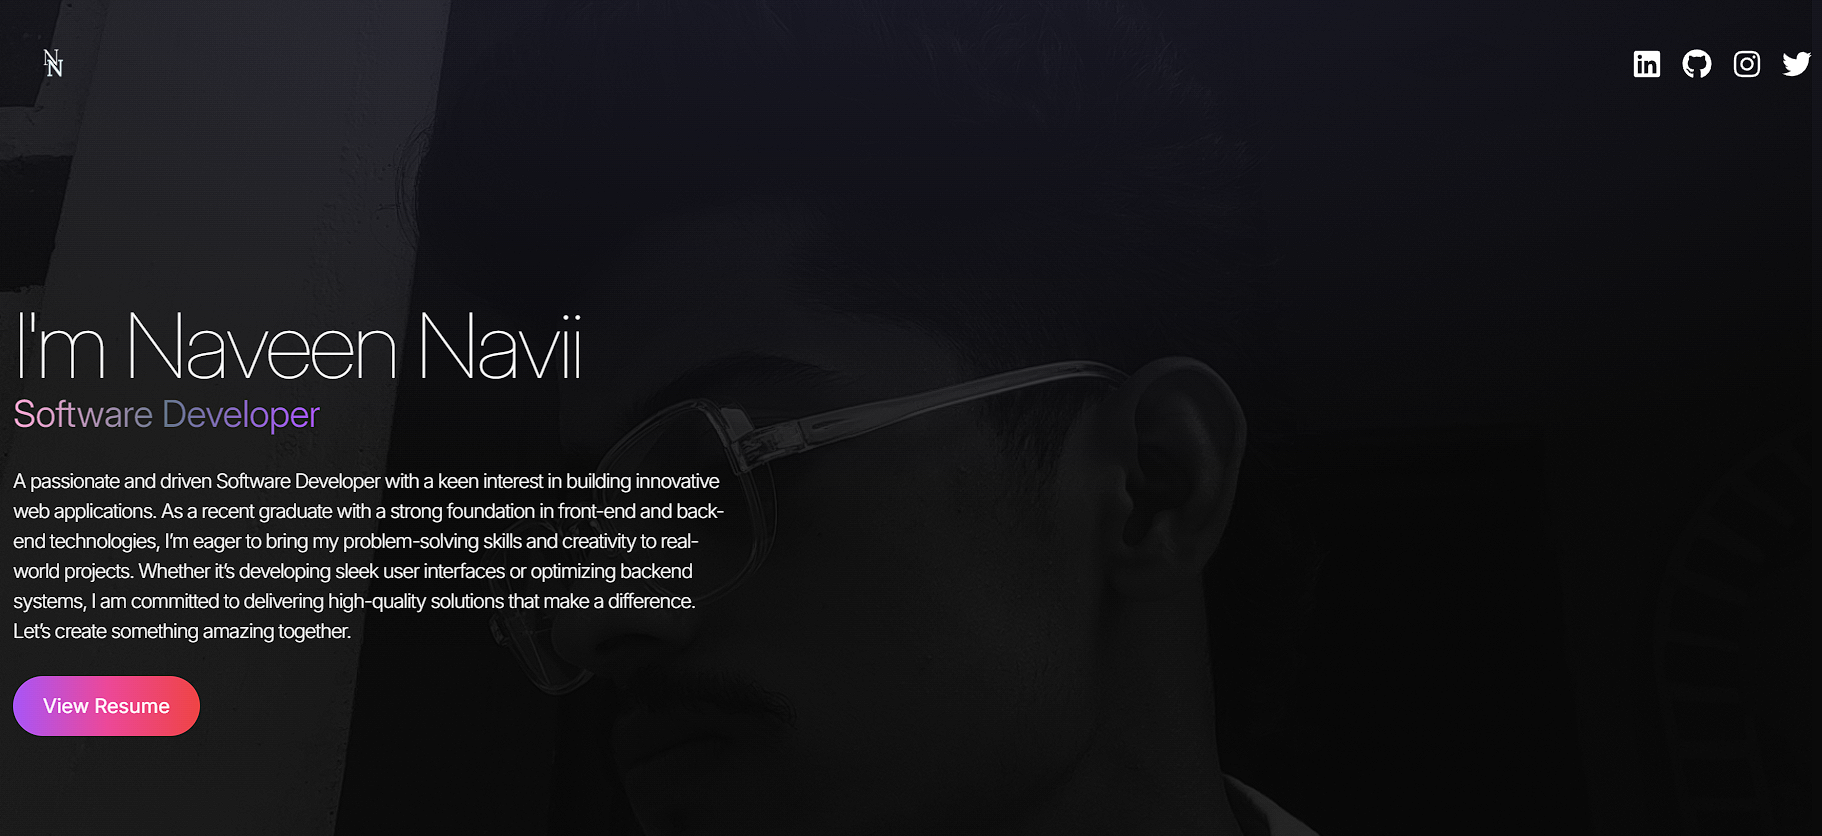 NN
I'm Naveen Navii
Software Developer
A passionate and driven Software Developer with a keen interest in building innovative
web applications. As a recent graduate with a strong foundation in front-end and back-
end technologies, I’m eager to bring my problem-solving skills and creativity to real-
world projects. Whether it’s developing sleek user interfaces or optimizing backend
systems, I am committed to delivering high-quality solutions that make a difference.
Let’s create something amazing together.
View Resume